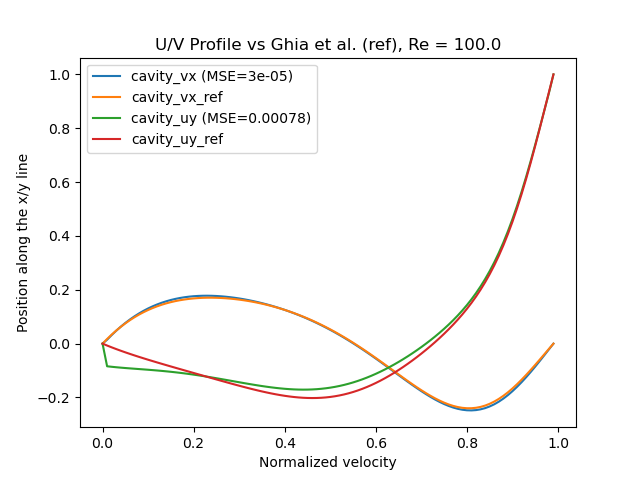 U/V Profile vs Ghia et al. (ref), Re = 100.0
cavity_vx (MSE=3e-05)
cavity_vx_ref
cavity_uy (MSE=0.00078)
cavity_uy_ref
Position along the x/y line
1.0
0.8
0.6
0.4
0.2
0.0
−0.2
−0.4
0.0 0.2 0.4 0.6 0.8 1.0
Normalized velocity